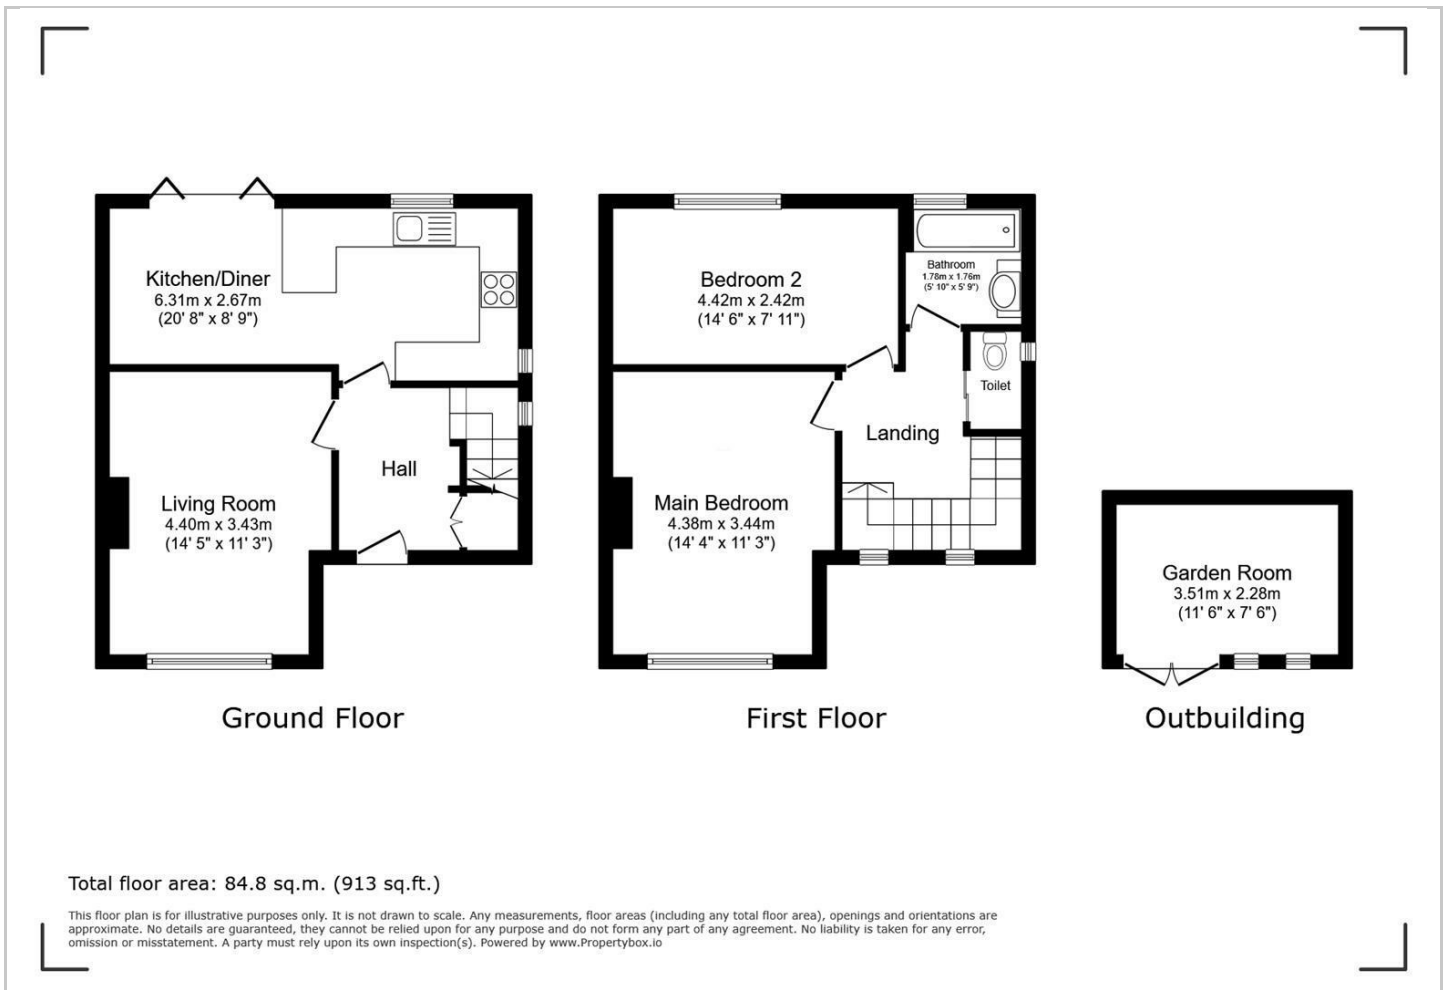 Kitchen/Diner
6.31m x 2.67m
(20' 8" x 8' 9")
Living Room
4.40m x 3.43m
(14' 5" x 11' 3")
Hall
Ground Floor
Bedroom 2
4.42m x 2.42m
(14' 6" x 7' 11")
Bathroom
1.78m x 1.76m
(5' 10" x 5' 9")
Toilet
Landing
Main Bedroom
4.38m x 3.44m
(14' 4" x 11' 3")
First Floor
Garden Room
3.51m x 2.28m
(11' 6" x 7' 6")
Outbuilding
Total floor area: 84.8 sq.m. (913 sq.ft.)
This floor plan is for illustrative purposes only. It is not drawn to scale. Any measurements, floor areas (including any total floor area), openings and orientations are
approximate. No details are guaranteed, they cannot be relied upon for any purpose and do not form any part of any agreement. No liability is taken for any error,
omission or misstatement. A party must rely upon its own inspection(s). Powered by www.Propertybox.io